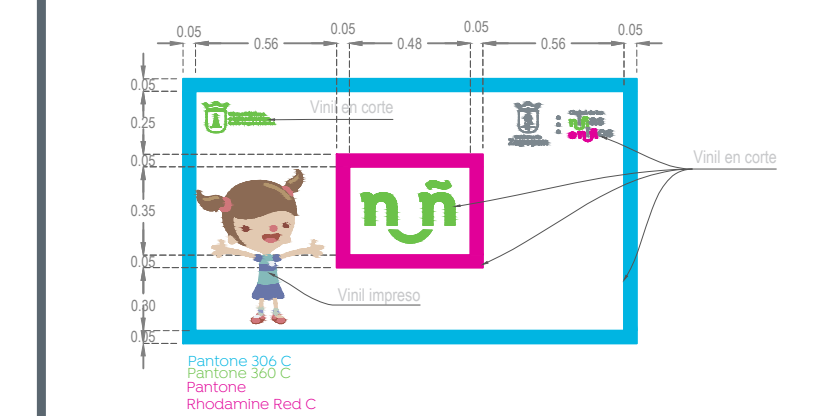 0.05 0.05 0.05 0.05
0.56 0.48 0.56
0.05
Vinil en corte
0.25
0.05
Vinil en corte
0.35
nñ
0.05
Vinil impreso
0.30
0.05
Pantone 306 C
Pantone 360 C
Pantone
Rhodamine Red C